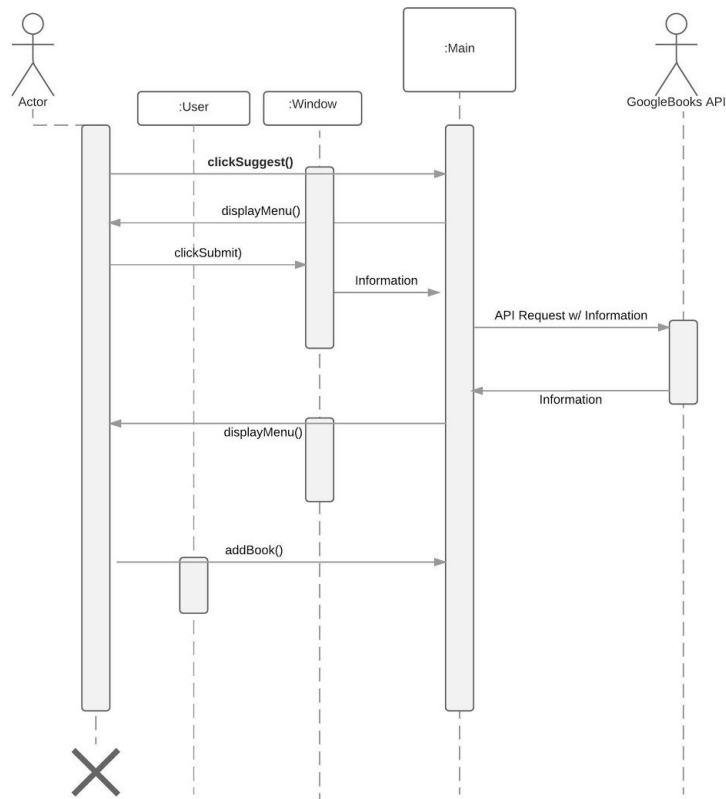 :Main
Actor
:User
:Window
GoogleBooks API
clickSuggest()
displayMenu()
clickSubmit)
Information
API Request w/ Information
Information
displayMenu()
addBook()